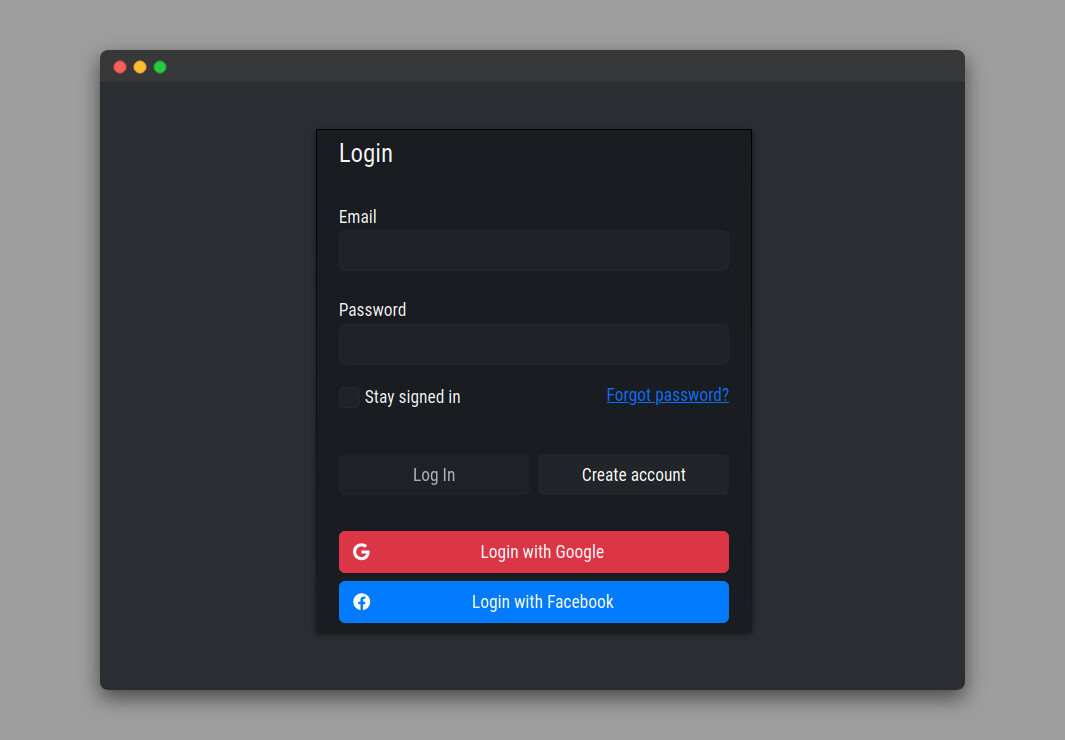 Login
Email
Password
Stay signed in
Forgot password?
Log In
Create account
Login with Google
Login with Facebook